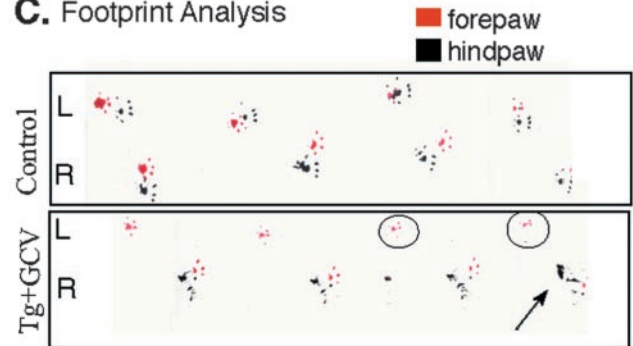 C. Footprint Analysis
forepaw
hindpaw
Control
L
R
Tg+GCV
L
R